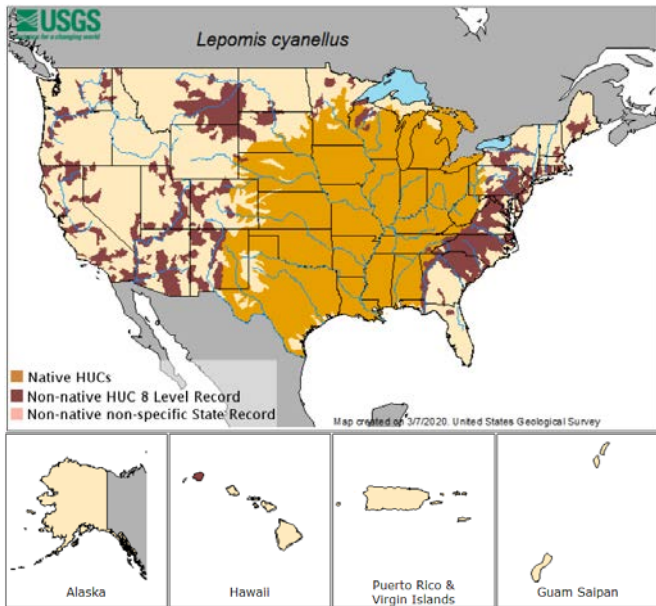 USGS
science for a changing world
Lepomis cyanellus
Native HUCs
Non-native HUC 8 Level Record
Non-native non-specific State Record
Map created on 3/7/2020. United States Geological Survey
Alaska
Hawaii
Puerto Rico &
Virgin Islands
Guam Saipan